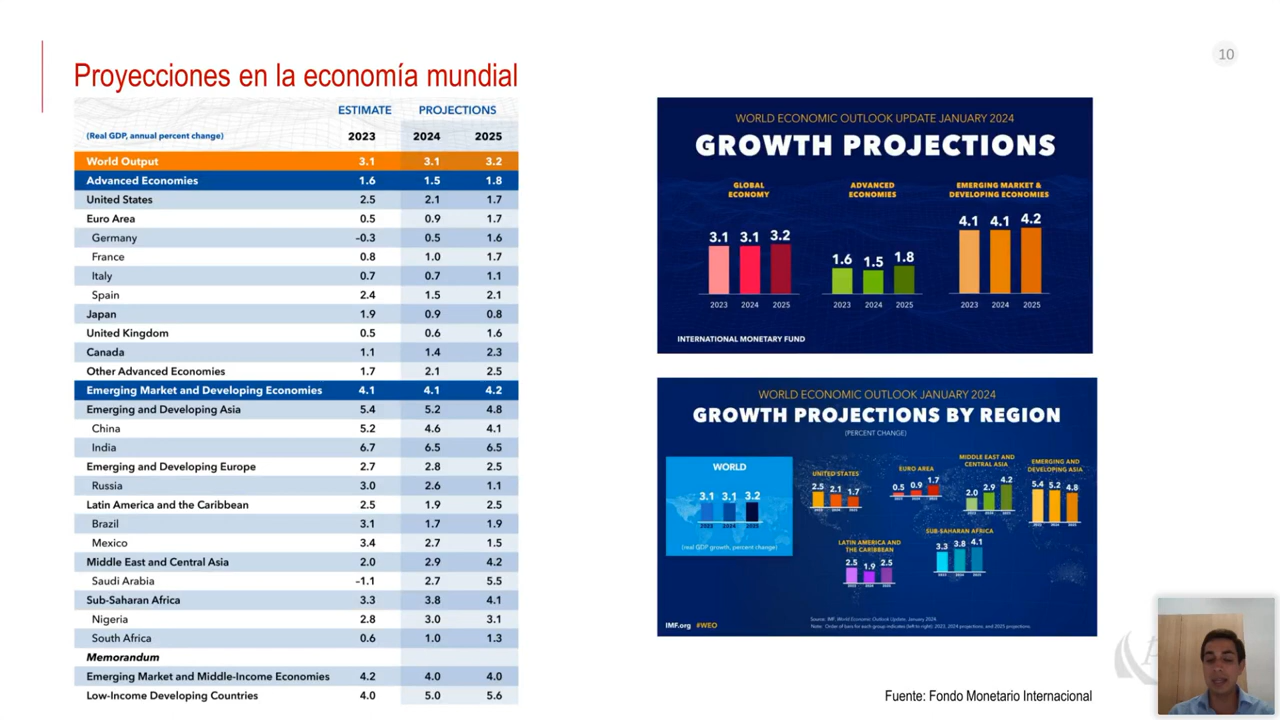 10
Proyecciones en la economía mundial
ESTIMATE PROJECTIONS
(Real GDP, annual percent change) 2023 2024 2025
World Output 3.1 3.1 3.2
Advanced Economies 1.6 1.5 1.8
United States 2.5 2.1 1.7
Euro Area 0.5 0.9 1.7
Germany –0.3 0.5 1.6
France 0.8 1.0 1.7
Italy 0.7 0.7 1.1
Spain 2.4 1.5 2.1
Japan 1.9 0.9 0.8
United Kingdom 0.5 0.6 1.6
Canada 1.1 1.4 2.3
Other Advanced Economies 1.7 2.1 2.5
Emerging Market and Developing Economies 4.1 4.1 4.2
Emerging and Developing Asia 5.4 5.2 4.8
China 5.2 4.6 4.1
India 6.7 6.5 6.5
Emerging and Developing Europe 2.7 2.8 2.5
Russia 3.0 2.6 1.1
Latin America and the Caribbean 2.5 1.9 2.5
Brazil 3.1 1.7 1.9
Mexico 3.4 2.7 1.5
Middle East and Central Asia 2.0 2.9 4.2
Saudi Arabia –1.1 2.7 5.5
Sub-Saharan Africa 3.3 3.8 4.1
Nigeria 2.8 3.0 3.1
South Africa 0.6 1.0 1.3
Memorandum
Emerging Market and Middle-Income Economies 4.2 4.0 4.0
Low-Income Developing Countries 4.0 5.0 5.6
WORLD ECONOMIC OUTLOOK UPDATE JANUARY 2024
GROWTH PROJECTIONS
GLOBAL
ECONOMY
3.1 3.1 3.2
2023 2024 2025
ADVANCED
ECONOMIES
1.6 1.5 1.8
2023 2024 2025
EMERGING MARKET &
DEVELOPING ECONOMIES
4.1 4.1 4.2
2023 2024 2025
INTERNATIONAL MONETARY FUND
WORLD ECONOMIC OUTLOOK JANUARY 2024
GROWTH PROJECTIONS BY REGION
(PERCENT CHANGE)
WORLD
3.1 3.1 3.2
2023 2024 2025
(real GDP growth, percent change)
UNITED STATES
2.5 2.1 1.7
2023 2024 2025
EURO AREA
0.5 0.9 1.7
2023 2024 2025
MIDDLE EAST AND
CENTRAL ASIA
2.0 2.9 4.2
2023 2024 2025
EMERGING AND
DEVELOPING ASIA
5.4 5.2 4.8
2023 2024 2025
LATIN AMERICA AND
THE CARIBBEAN
2.5 1.9 2.5
2023 2024 2025
SUB-SAHARAN AFRICA
3.3 3.8 4.1
2023 2024 2025
IMF.org #WEO
Source: IMF, World Economic Outlook Update, January 2024.
Note: Order of bars for each group indicates (left to right): 2023, 2024 projections, and 2025 projections.
Fuente: Fondo Monetario Internacional